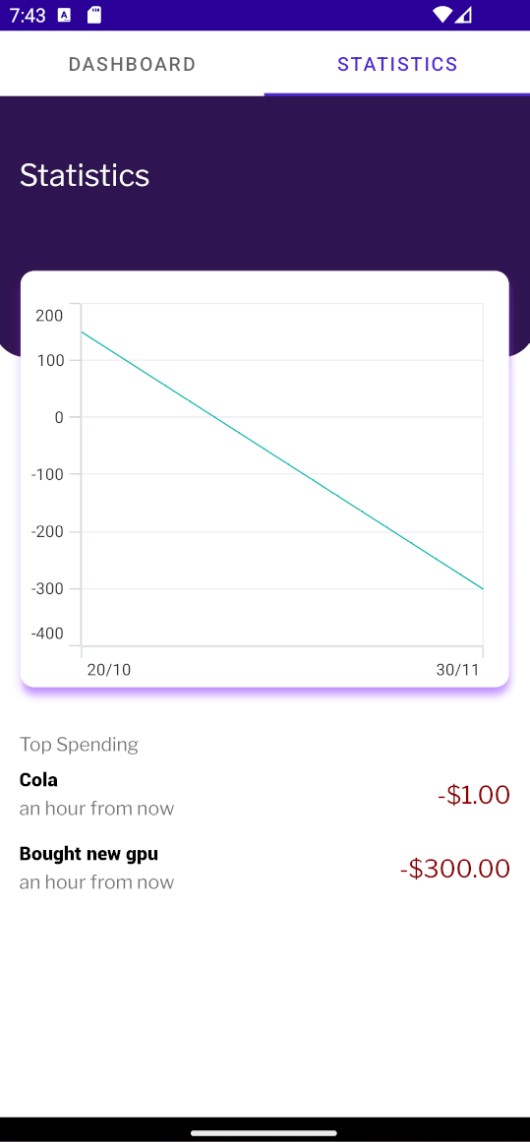 7:43 A
DASHBOARD STATISTICS
Statistics
200
100
0
-100
-200
-300
-400
20/10 30/11
Top Spending
Cola
an hour from now
-$1.00
Bought new gpu
an hour from now
-$300.00